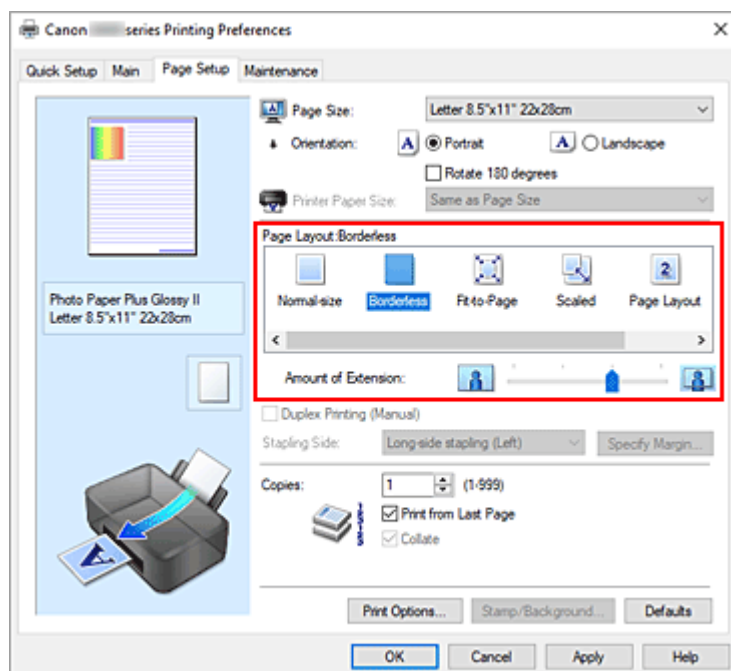 Canon series Printing Preferences
Quick Setup Main Page Setup Maintenance
Page Size: Letter 8.5"x11" 22x28cm
Orientation: A Portrait A Landscape
Rotate 180 degrees
Printer Paper Size: Same as Page Size
Page Layout:Borderless
2
Normal-size Borderless Fit-to-Page Scaled Page Layout
Photo Paper Plus Glossy II
Letter 8.5"x11" 22x28cm
Amount of Extension:
Duplex Printing (Manual)
Stapling Side: Long-side stapling (Left) Specify Margin...
Copies: 1 (1-999)
Print from Last Page
Collate
A
Print Options... Stamp/Background... Defaults
OK Cancel Apply Help